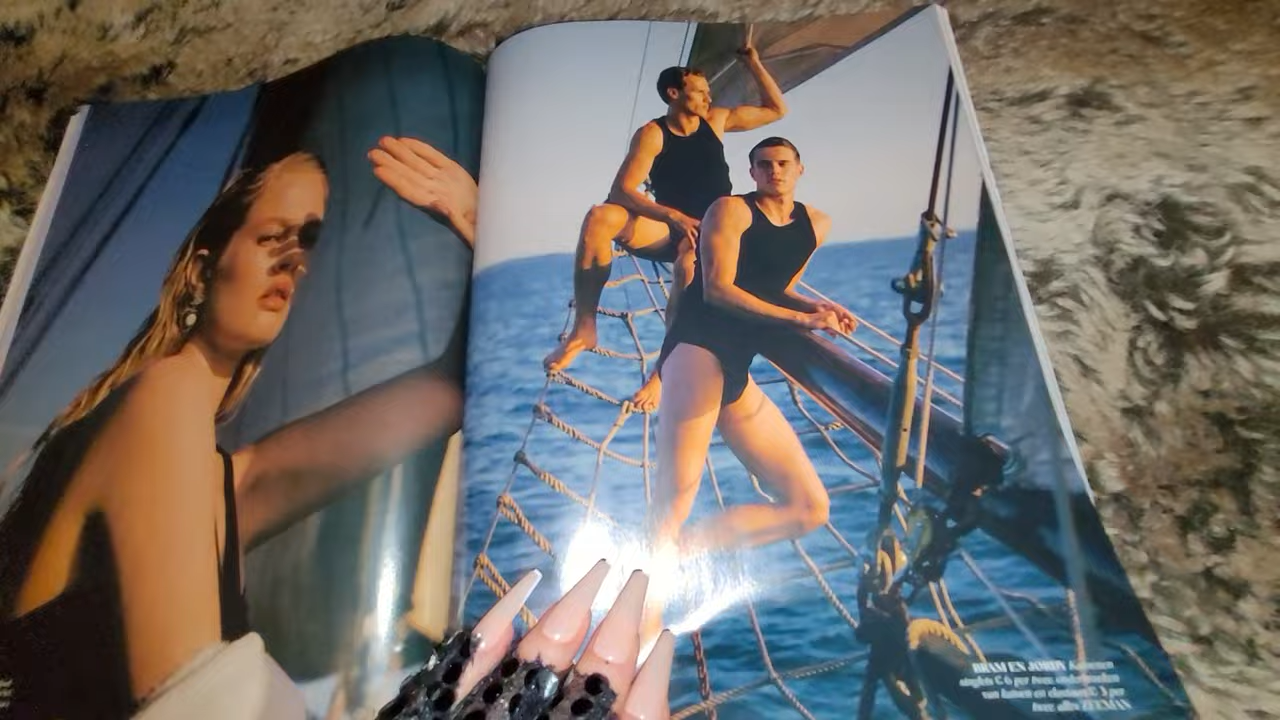 BRAM EN JORDY Katoenen
singlets € 6 per twee, onderbroeken
van katoen en elastaan € 3 per
twee alles ZEEMAN